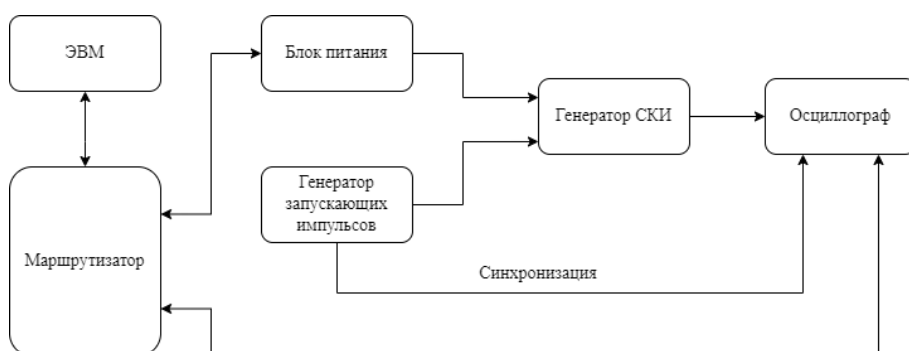 ЭВМ
Блок питания
Генератор СКИ
Осциллограф
Генератор
запускающих
импульсов
Маршрутизатор
Синхронизация